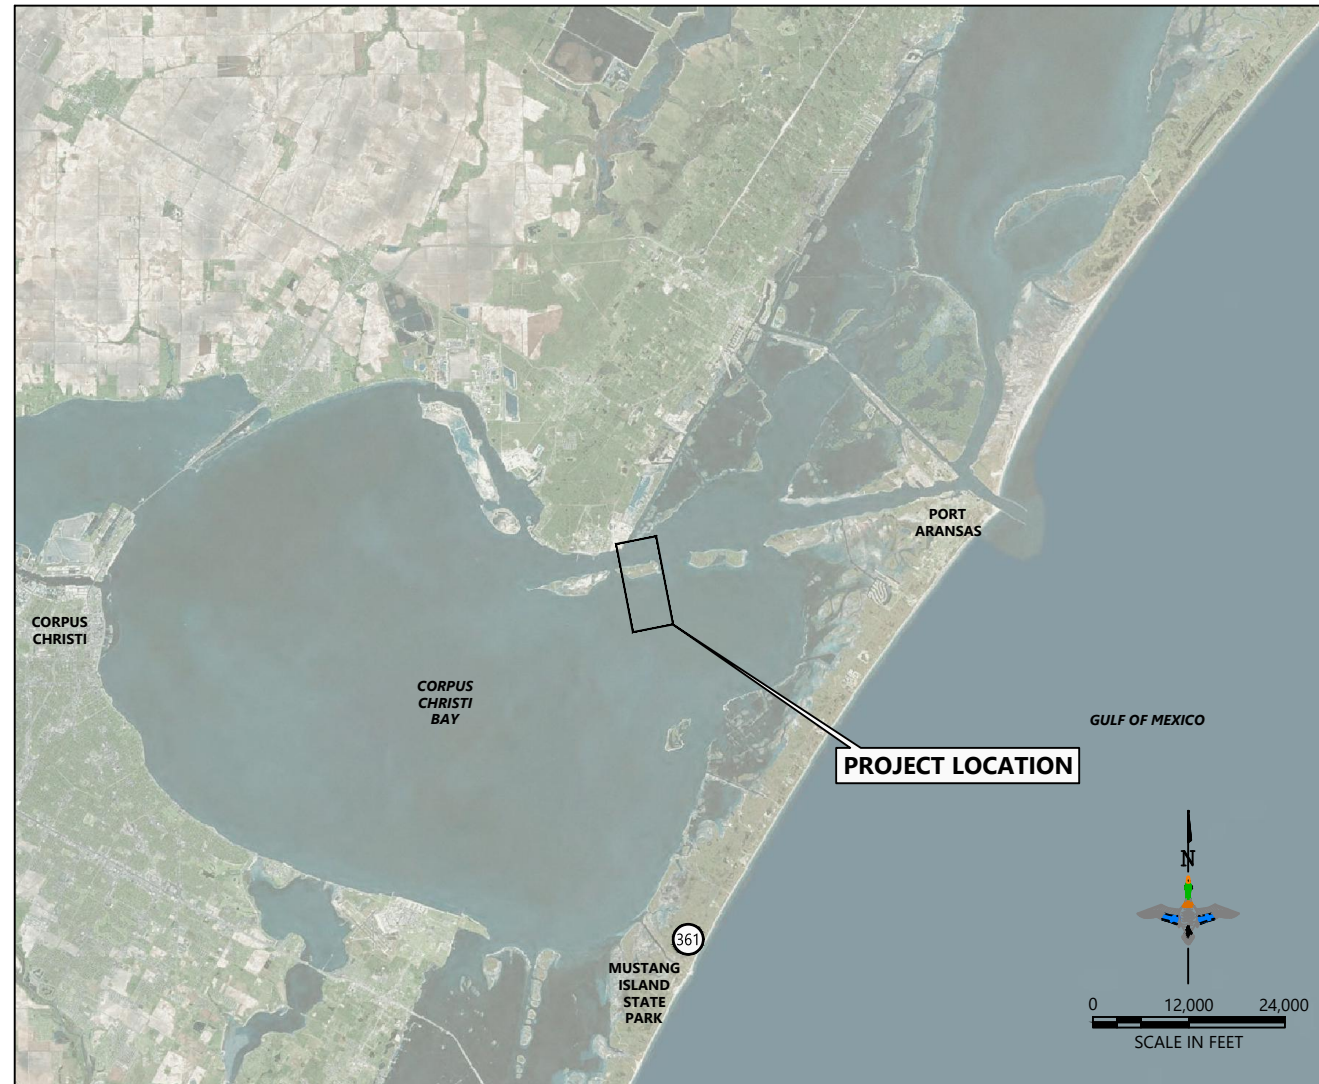 PORT
ARANSAS
CORPUS
CHRISTI
CORPUS
CHRISTI
BAY
GULF OF MEXICO
PROJECT LOCATION
N
361
MUSTANG
ISLAND
STATE
PARK
0 12,000 24,000
SCALE IN FEET